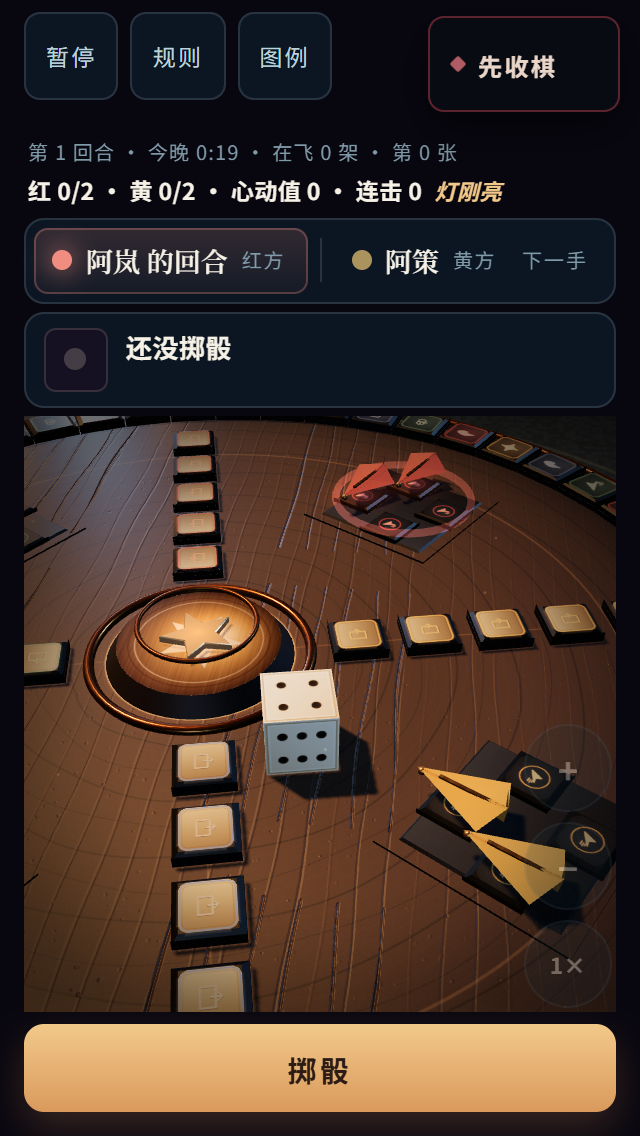 暂停 规则 图例 先收棋
第 1 回合 · 今晚 0:19 · 在飞 0 架 · 第 0 张
红 0/2 · 黄 0/2 · 心动值 0 · 连击 0 灯刚亮
阿岚 的回合 红方 阿策 黄方 下一手
还没掷骰
+
−
1×
掷骰